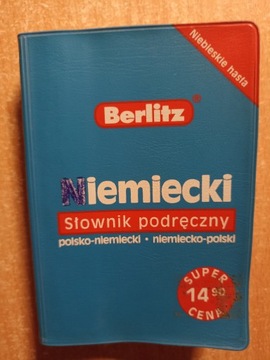 Niebieskie hasła
Berlitz®
Niemiecki
Słownik podręczny
polsko-niemiecki • niemiecko-polski
SUPER
14 90
CENA